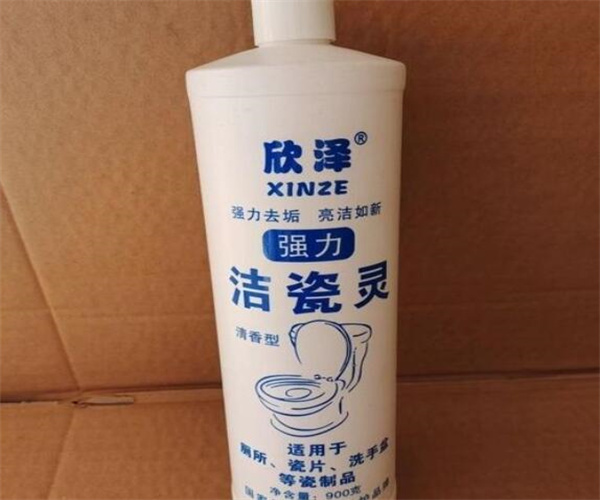 欣泽®
XINZE
强力去垢 亮洁如新
强力
洁瓷灵
清香型
适用于
厕所、瓷片、洗手盆
等瓷制品
净含量：900克